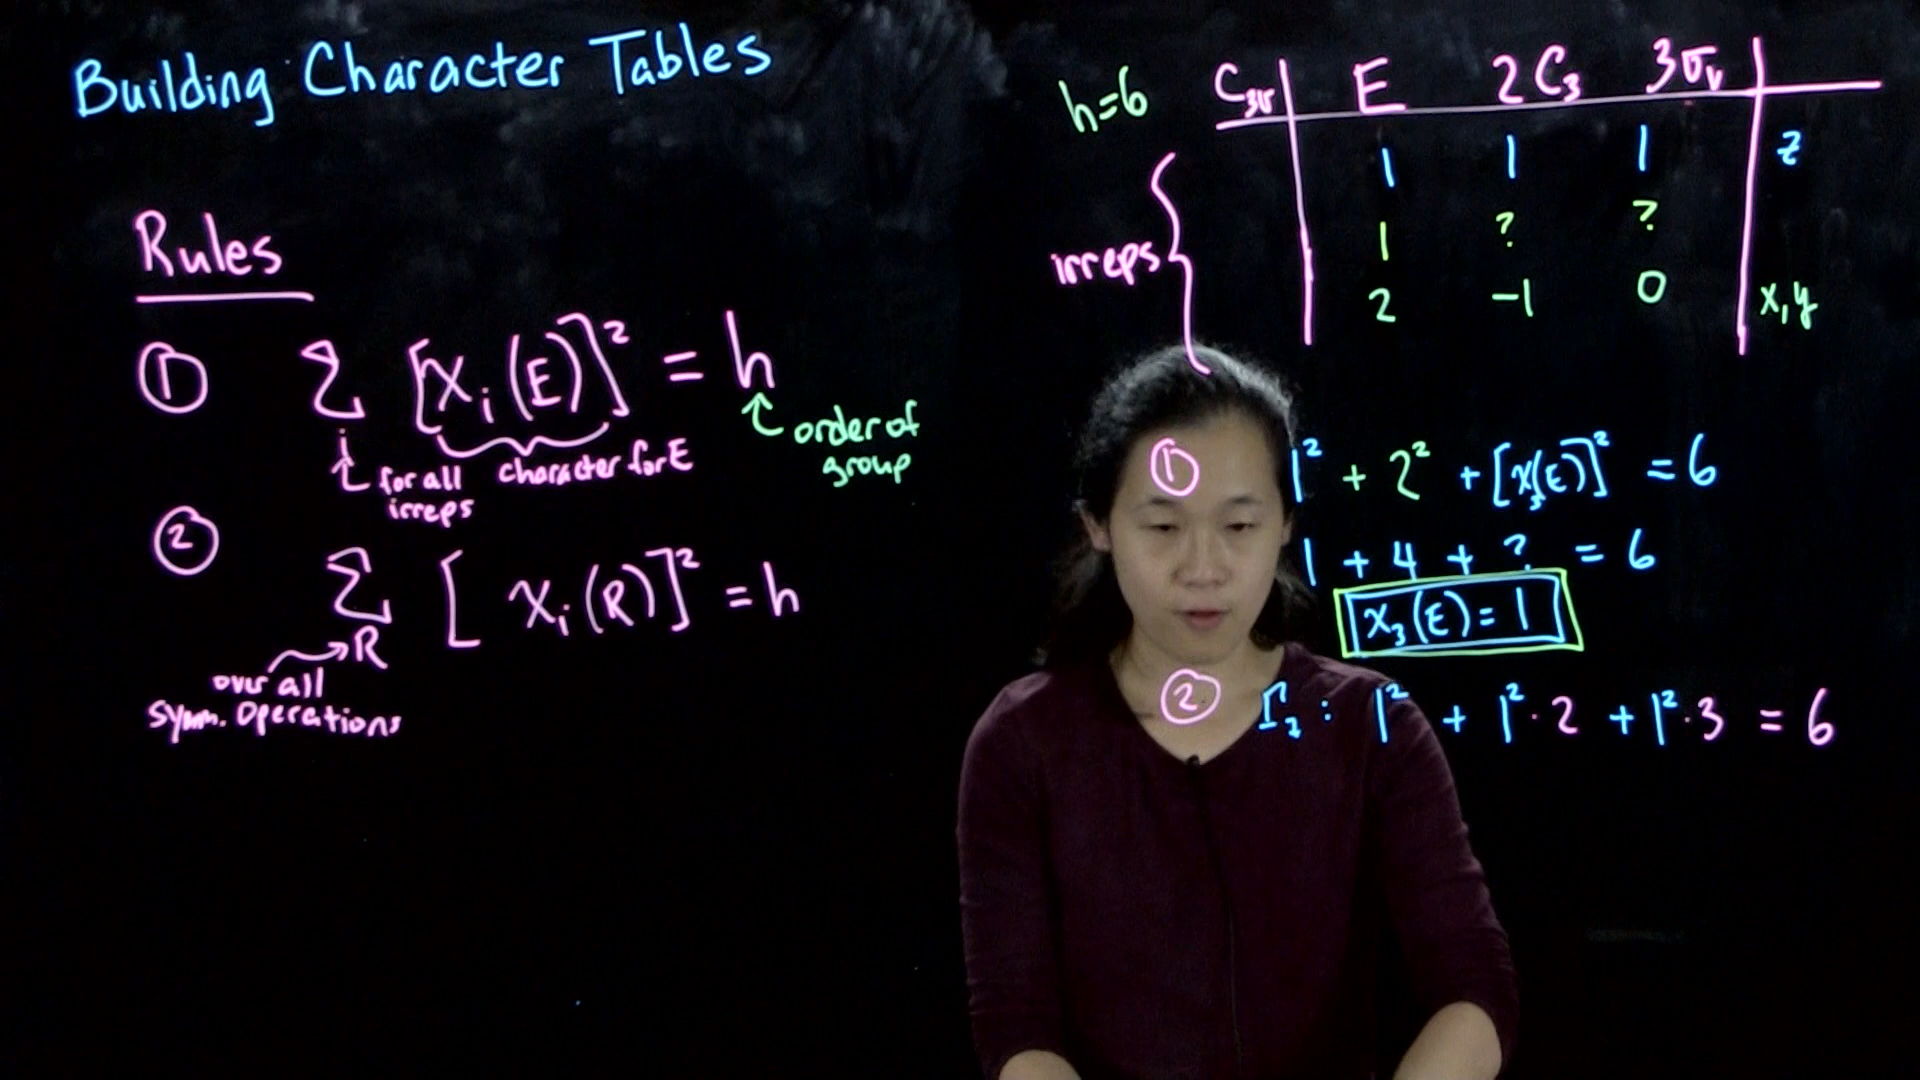 Building Character Tables
Rules
① Σ [χᵢ(E)]² = h
i
for all irreps
character for E
order of group
② Σ [χᵢ(R)]² = h
R
over all
Symm. Operations
h=6
C₃ᵥ E 2C₃ 3σᵥ
1 1 1 z
1 ? ?
2 -1 0 x,y
irreps
① 1² + 2² + [χ₃(E)]² = 6
1 + 4 + ? = 6
χ₃(E) = 1
② Γ₁: 1² + 1²·2 + 1²·3 = 6